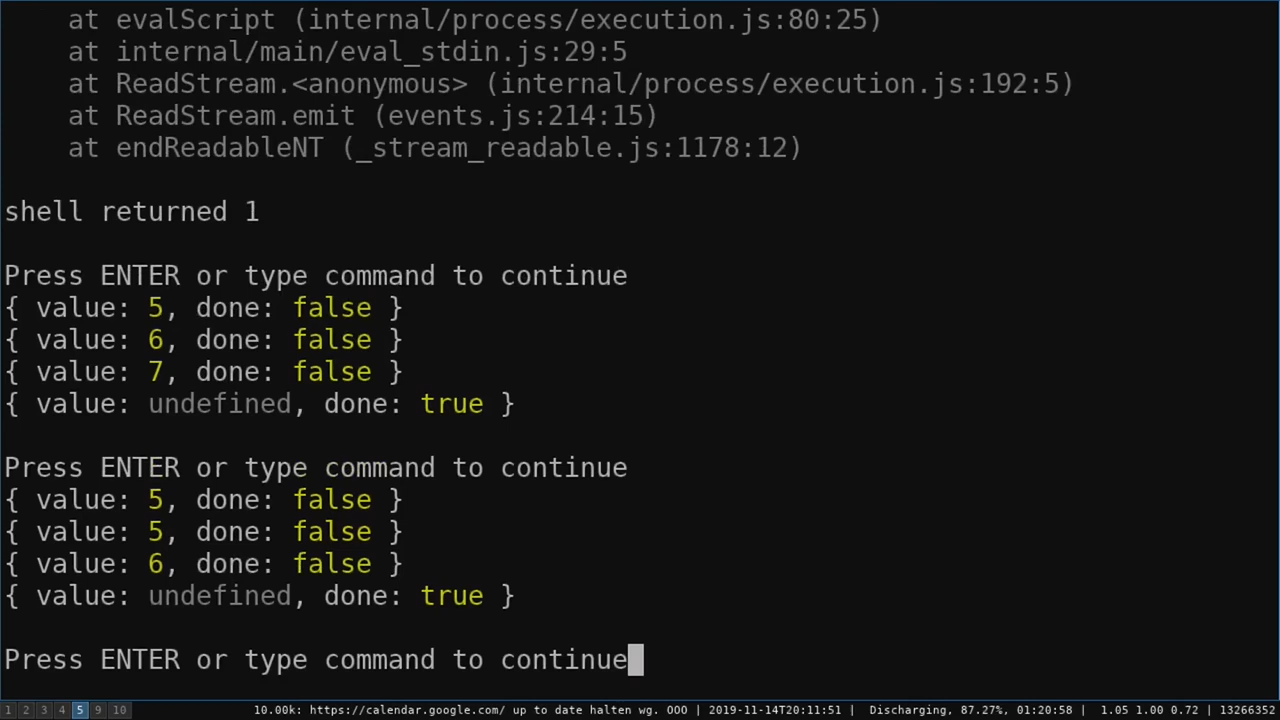 at evalScript (internal/process/execution.js:80:25)
at internal/main/eval_stdin.js:29:5
at ReadStream.<anonymous> (internal/process/execution.js:192:5)
at ReadStream.emit (events.js:214:15)
at endReadableNT (_stream_readable.js:1178:12)
shell returned 1
Press ENTER or type command to continue
{ value: 5, done: false }
{ value: 6, done: false }
{ value: 7, done: false }
{ value: undefined, done: true }
Press ENTER or type command to continue
{ value: 5, done: false }
{ value: 5, done: false }
{ value: 6, done: false }
{ value: undefined, done: true }
Press ENTER or type command to continue
1 2 3 4 5 9 10 10.00k: https://calendar.google.com/ up to date halten wg. OOO | 2019-11-14T20:11:51 | Discharging, 87.27%, 01:20:58 | 1.05 1.00 0.72 | 13266352